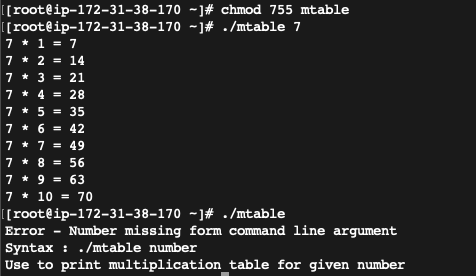 [[root@ip-172-31-38-170 ~]# chmod 755 mtable
[[root@ip-172-31-38-170 ~]# ./mtable 7
7 * 1 = 7
7 * 2 = 14
7 * 3 = 21
7 * 4 = 28
7 * 5 = 35
7 * 6 = 42
7 * 7 = 49
7 * 8 = 56
7 * 9 = 63
7 * 10 = 70
[[root@ip-172-31-38-170 ~]# ./mtable
Error - Number missing form command line argument
Syntax : ./mtable number
Use to print multiplication table for given number